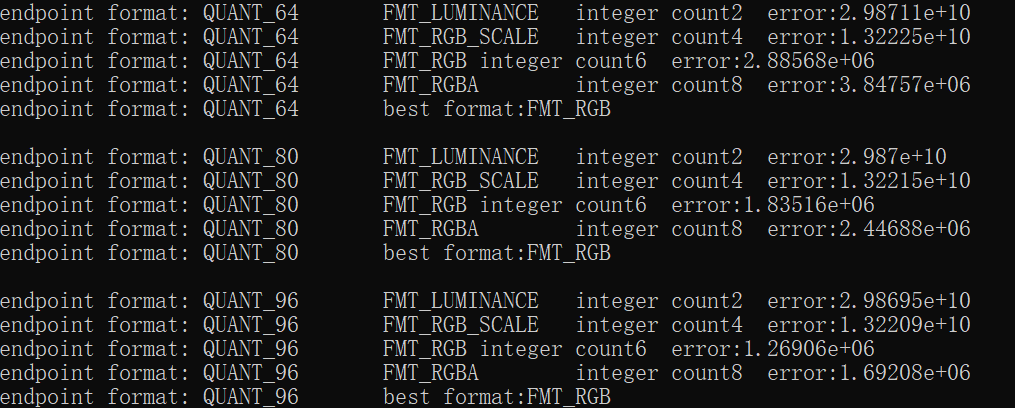 endpoint format: QUANT_64 FMT_LUMINANCE integer count2 error:2.98711e+10
endpoint format: QUANT_64 FMT_RGB_SCALE integer count4 error:1.32225e+10
endpoint format: QUANT_64 FMT_RGB integer count6 error:2.88568e+06
endpoint format: QUANT_64 FMT_RGBA integer count8 error:3.84757e+06
endpoint format: QUANT_64 best format:FMT_RGB
endpoint format: QUANT_80 FMT_LUMINANCE integer count2 error:2.987e+10
endpoint format: QUANT_80 FMT_RGB_SCALE integer count4 error:1.32215e+10
endpoint format: QUANT_80 FMT_RGB integer count6 error:1.83516e+06
endpoint format: QUANT_80 FMT_RGBA integer count8 error:2.44688e+06
endpoint format: QUANT_80 best format:FMT_RGB
endpoint format: QUANT_96 FMT_LUMINANCE integer count2 error:2.98695e+10
endpoint format: QUANT_96 FMT_RGB_SCALE integer count4 error:1.32209e+10
endpoint format: QUANT_96 FMT_RGB integer count6 error:1.26906e+06
endpoint format: QUANT_96 FMT_RGBA integer count8 error:1.69208e+06
endpoint format: QUANT_96 best format:FMT_RGB